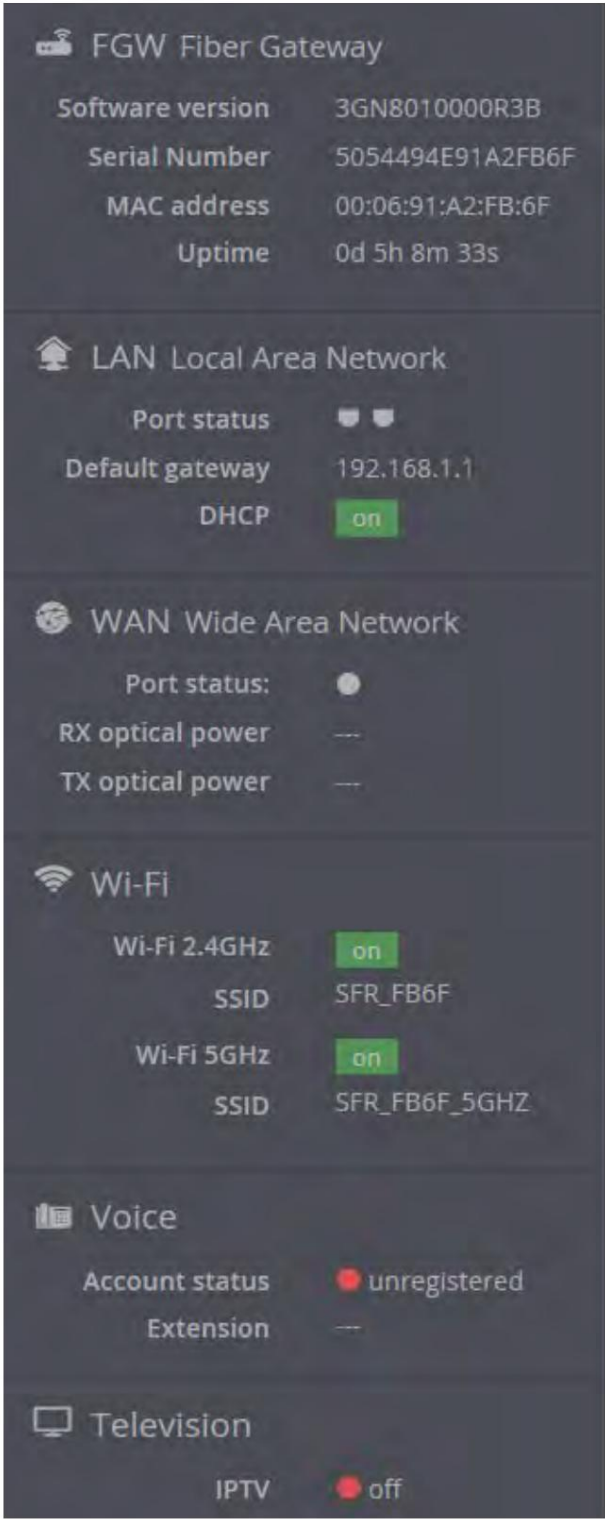 FGW Fiber Gateway
Software version 3GN8010000R3B
Serial Number 5054494E91A2FB6F
MAC address 00:06:91:A2:FB:6F
Uptime 0d 5h 8m 33s
LAN Local Area Network
Port status
Default gateway 192.168.1.1
DHCP on
WAN Wide Area Network
Port status:
RX optical power ---
TX optical power ---
Wi-Fi
Wi-Fi 2.4GHz on
SSID SFR_FB6F
Wi-Fi 5GHz on
SSID SFR_FB6F_5GHZ
Voice
Account status unregistered
Extension ---
Television
IPTV off